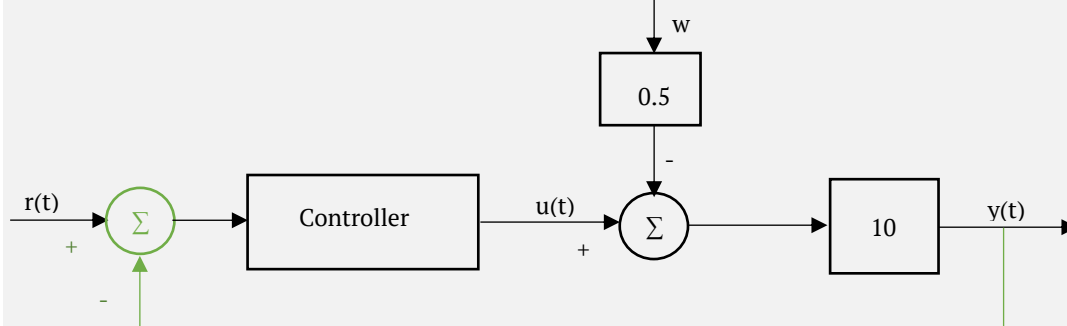 w
0.5
-
r(t)
∑
Controller
u(t)
∑
10
y(t)
+
+
-